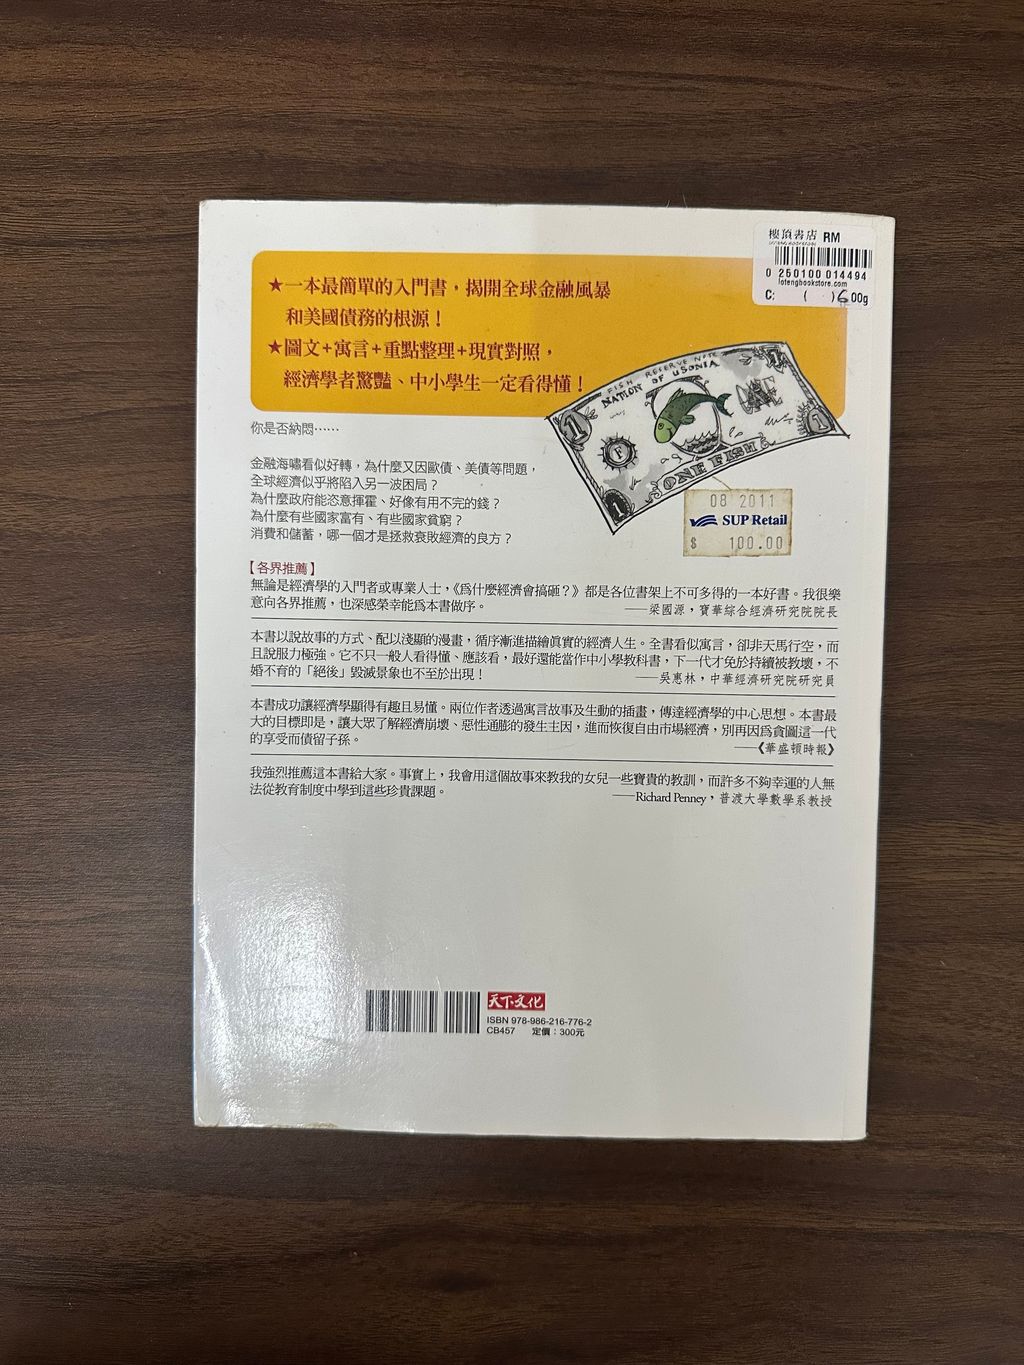 樓頂書店 RM
0 250100 014494
lotengbookstore.com
C: ( ) 00g
★一本最簡單的入門書，揭開全球金融風暴
和美國債務的根源！
★圖文+寓言+重點整理+現實對照，
經濟學者驚豔、中小學生一定看得懂！
FISH RESERVE NOTE
NATION OF USONIA
1
1
F
ONE FISH
1
你是否納悶……
金融海嘯看似好轉，為什麼又因歐債、美債等問題，
全球經濟似乎將陷入另一波困局？
為什麼政府能恣意揮霍、好像有用不完的錢？
為什麼有些國家富有、有些國家貧窮？
消費和儲蓄，哪一個才是拯救衰敗經濟的良方？
08 2011
SUP Retail
$ 100.00
【各界推薦】
無論是經濟學的入門者或專業人士，《為什麼經濟會搞砸？》都是各位書架上不可多得的一本好書。我很樂
意向各界推薦，也深感榮幸能為本書做序。 ——梁國源，寶華綜合經濟研究院院長
本書以說故事的方式、配以淺顯的漫畫，循序漸進描繪真實的經濟人生。全書看似寓言，卻非天馬行空，而
且說服力極強。它不只一般人看得懂、應該看，最好還能當作中小學教科書，下一代才免於持續被教壞，不
婚不育的「絕後」毀滅景象也不至於出現！ ——吳惠林，中華經濟研究院研究員
本書成功讓經濟學顯得有趣且易懂。兩位作者透過寓言故事及生動的插畫，傳達經濟學的中心思想。本書最
大的目標即是，讓大眾了解經濟崩壞、惡性通膨的發生主因，進而恢復自由市場經濟，別再因為貪圖這一代
的享受而債留子孫。 ——《華盛頓時報》
我強烈推薦這本書給大家。事實上，我會用這個故事來教我的女兒一些寶貴的教訓，而許多不夠幸運的人無
法從教育制度中學到這些珍貴課題。 ——Richard Penney，普渡大學數學系教授
天下文化
ISBN 978-986-216-776-2
CB457 定價：300元